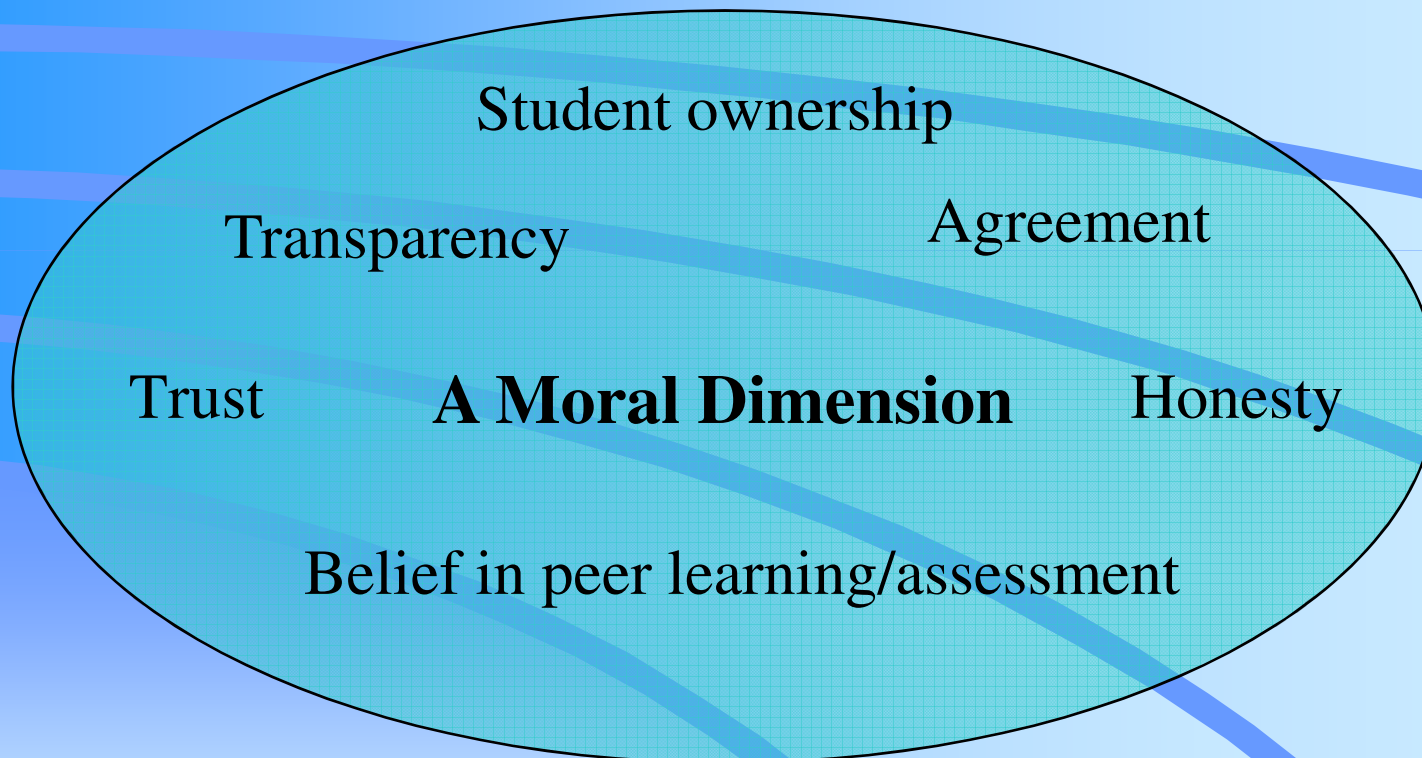 Student ownership
Transparency
Agreement
Trust
A Moral Dimension
Honesty
Belief in peer learning/assessment